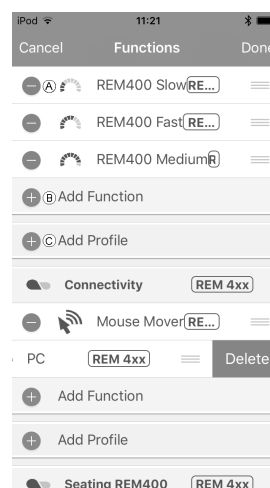 iPod 11:21
Cancel Functions Done
A REM400 Slow RE...
REM400 Fast RE...
REM400 Medium R
B Add Function
C Add Profile
Connectivity REM 4xx
Mouse Mover RE...
PC REM 4xx Delete
Add Function
Add Profile
Seating REM400 REM 4xx